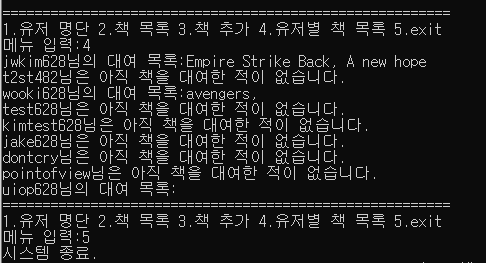 ==================================================
1.유저 명단 2.책 목록 3.책 추가 4.유저별 책 목록 5.exit
메뉴 입력:4
jwkim628님의 대여 목록:Empire Strike Back, A new hope
t2st482님은 아직 책을 대여한 적이 없습니다.
wooki628님의 대여 목록:avengers,
test628님은 아직 책을 대여한 적이 없습니다.
kimtest628님은 아직 책을 대여한 적이 없습니다.
jake628님은 아직 책을 대여한 적이 없습니다.
dontcry님은 아직 책을 대여한 적이 없습니다.
pointofview님은 아직 책을 대여한 적이 없습니다.
uiop628님의 대여 목록:
==================================================
1.유저 명단 2.책 목록 3.책 추가 4.유저별 책 목록 5.exit
메뉴 입력:5
시스템 종료.